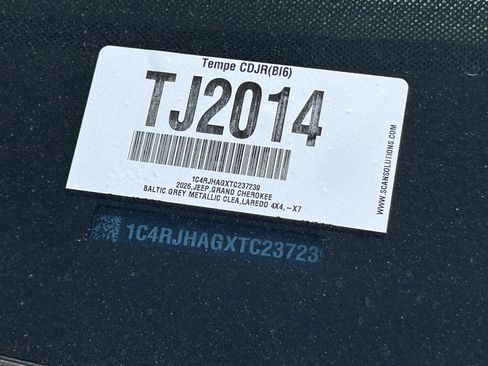 Tempe CDJR(BI6)
TJ2014
1C4RJHAGXTC237239
2026,JEEP,GRAND CHEROKEE
BALTIC GREY METALLIC CLEA,LAREDO 4X4,-X7
WWW.SCANSOLUTIONS.COM
1C4RJHAGXTC23723